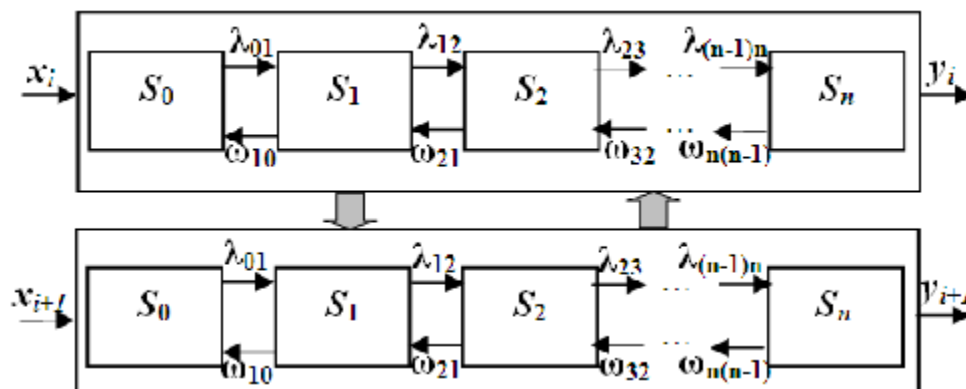 λ01 λ12 λ23 λ(n-1)n
xi S0 S1 S2 ... Sn yi
ω10 ω21 ω32 ... ωn(n-1)
λ01 λ12 λ23 λ(n-1)n
xi+1 S0 S1 S2 ... Sn yi+1
ω10 ω21 ω32 ... ωn(n-1)